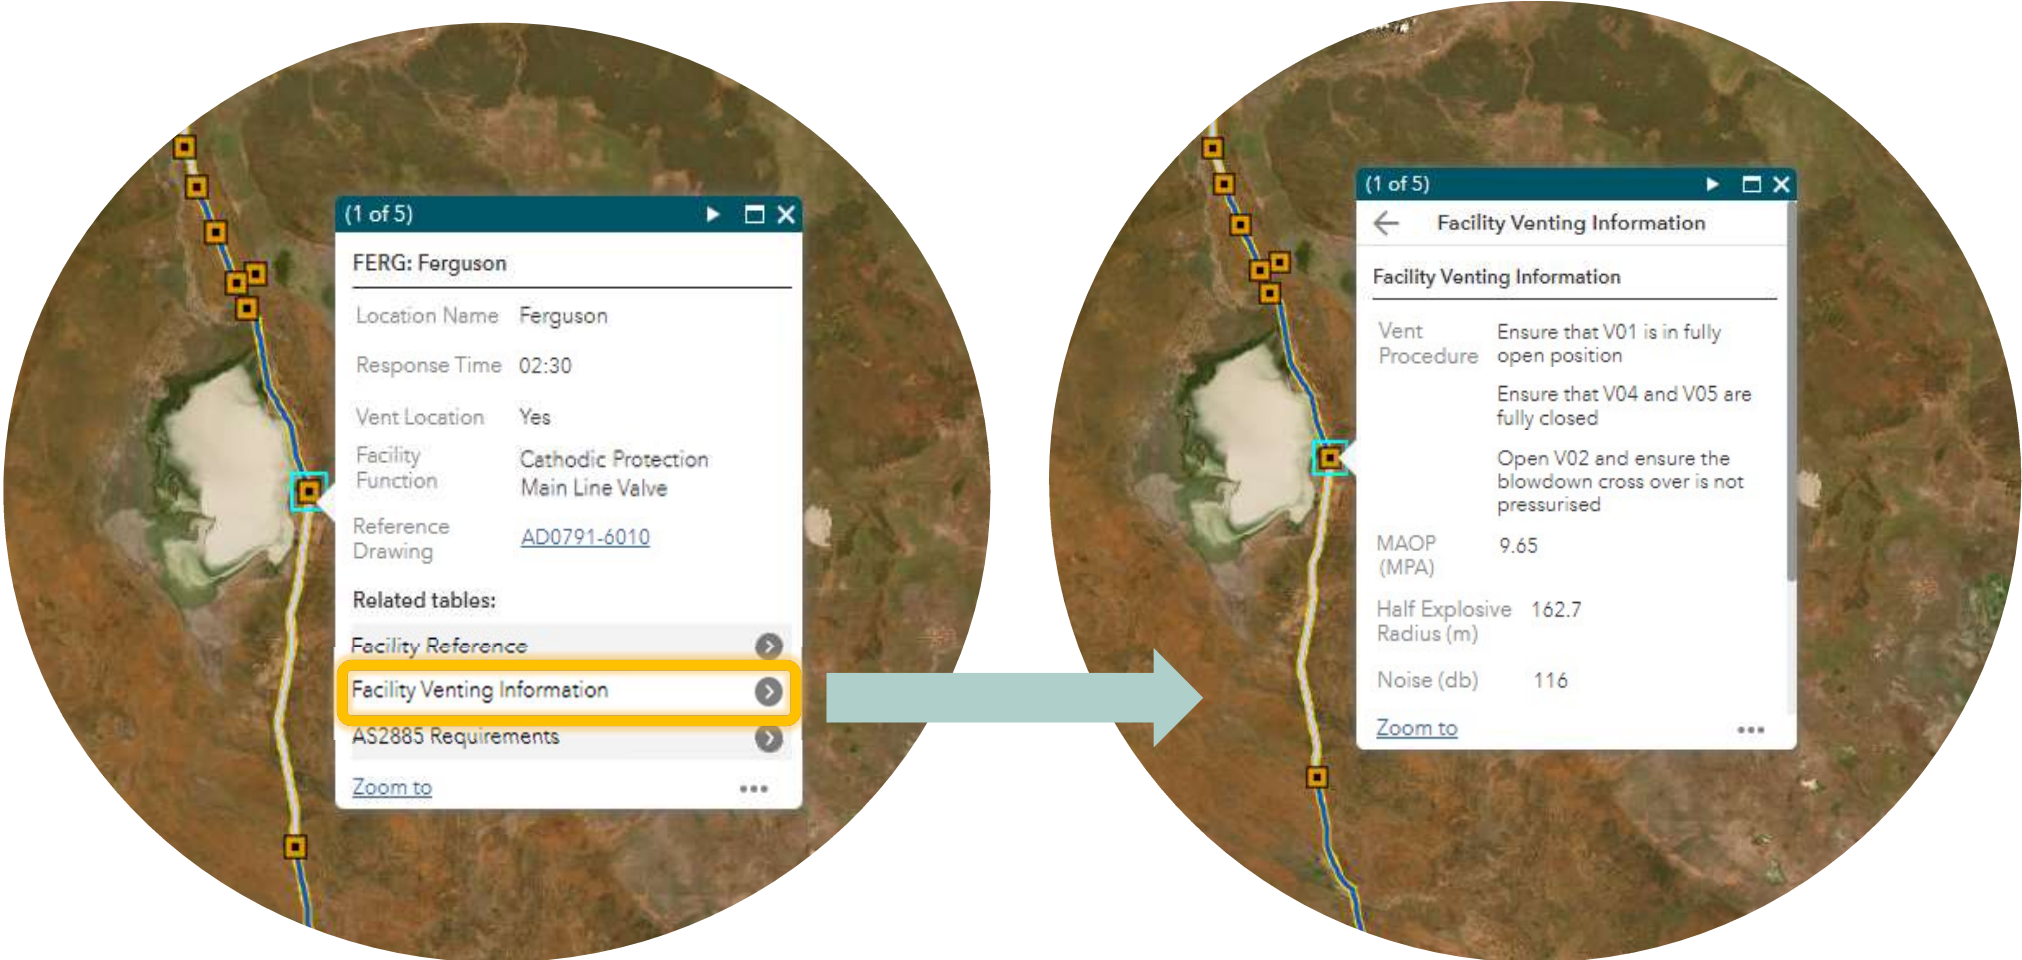 (1 of 5)
FERG: Ferguson
Location Name Ferguson
Response Time 02:30
Vent Location Yes
Facility
Function
Cathodic Protection
Main Line Valve
Reference
Drawing
AD0791-6010
Related tables:
Facility Reference
Facility Venting Information
AS2885 Requirements
Zoom to
(1 of 5)
Facility Venting Information
Facility Venting Information
Vent
Procedure
Ensure that V01 is in fully
open position
Ensure that V04 and V05 are
fully closed
Open V02 and ensure the
blowdown cross over is not
pressurised
MAOP
(MPA)
9.65
Half Explosive
Radius (m)
162.7
Noise (db) 116
Zoom to